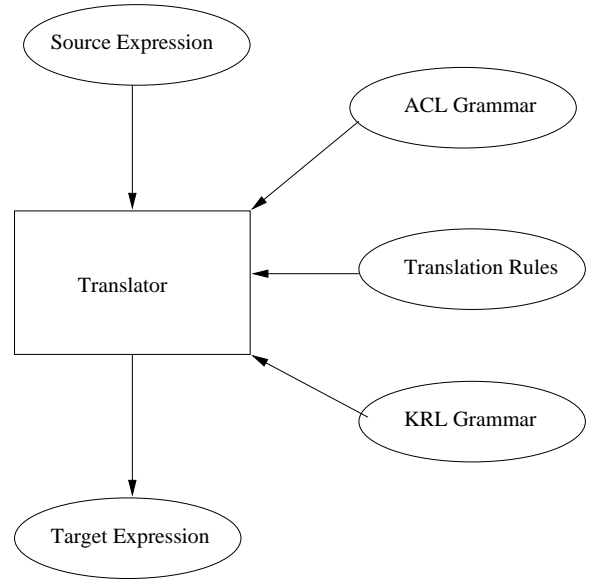 Source Expression
ACL Grammar
Translator
Translation Rules
KRL Grammar
Target Expression